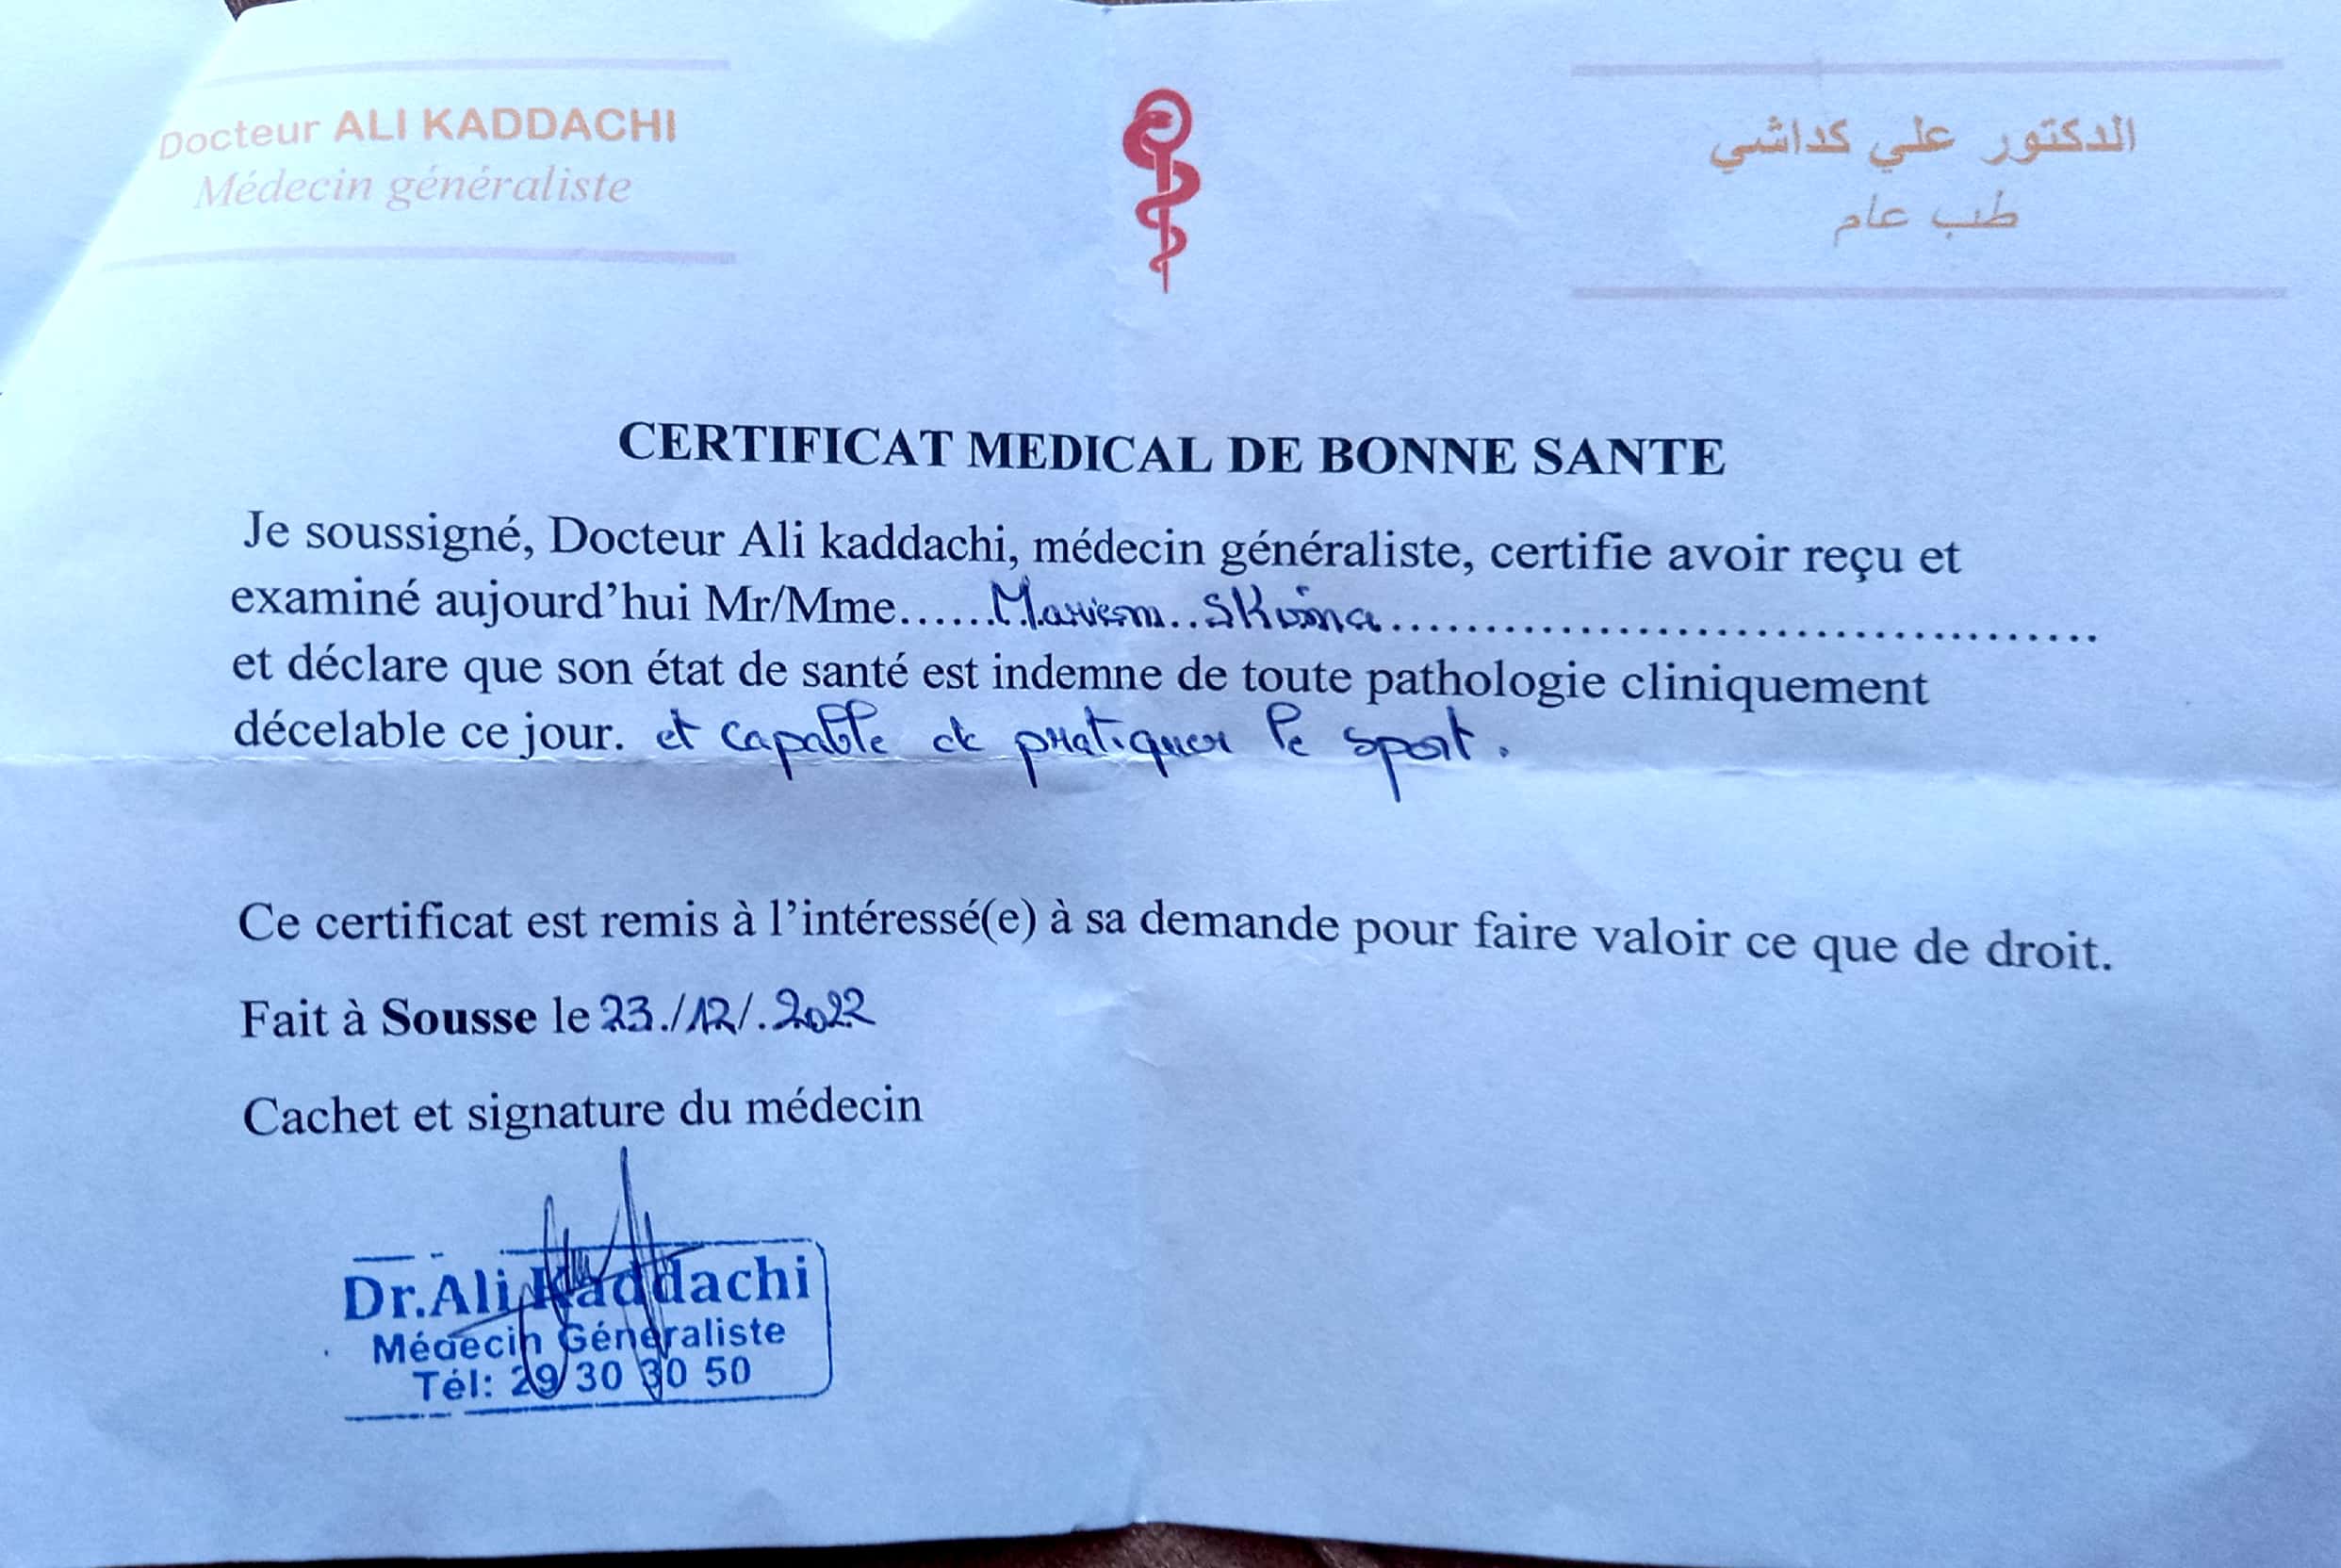 Docteur ALI KADDACHI
Médecin généraliste
الدكتور علي كداشي
طب عام
CERTIFICAT MEDICAL DE BONNE SANTE
Je soussigné, Docteur Ali kaddachi, médecin généraliste, certifie avoir reçu et
examiné aujourd’hui Mr/Mme......Mariem..........................................
et déclare que son état de santé est indemne de toute pathologie cliniquement
décelable ce jour. et capable de pratiquer le sport.
Ce certificat est remis à l’intéressé(e) à sa demande pour faire valoir ce que de droit.
Fait à Sousse le 23./12/.2022
Cachet et signature du médecin
Dr.Ali Kaddachi
Médecin Généraliste
Tél: 29 30 30 50